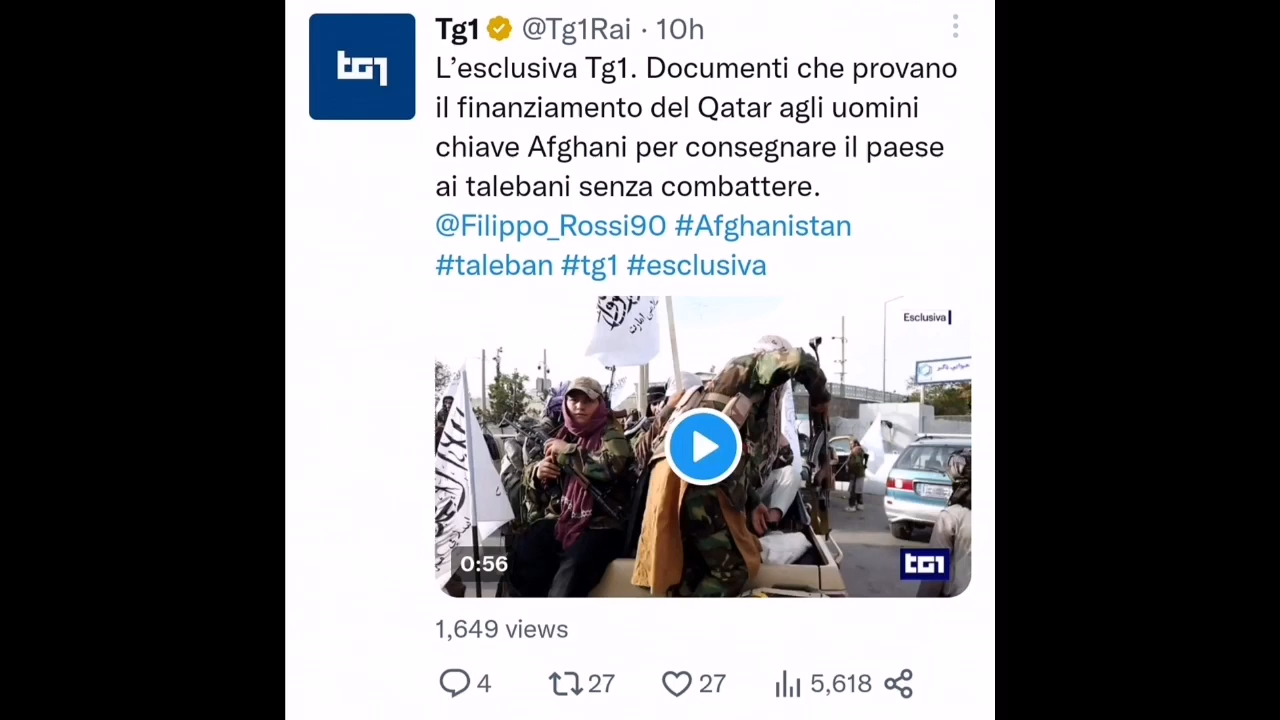 tg1
Tg1 @Tg1Rai · 10h
L’esclusiva Tg1. Documenti che provano
il finanziamento del Qatar agli uomini
chiave Afghani per consegnare il paese
ai talebani senza combattere.
@Filippo_Rossi90 #Afghanistan
#taleban #tg1 #esclusiva
Esclusiva
0:56
tg1
1,649 views
4 27 27 5,618